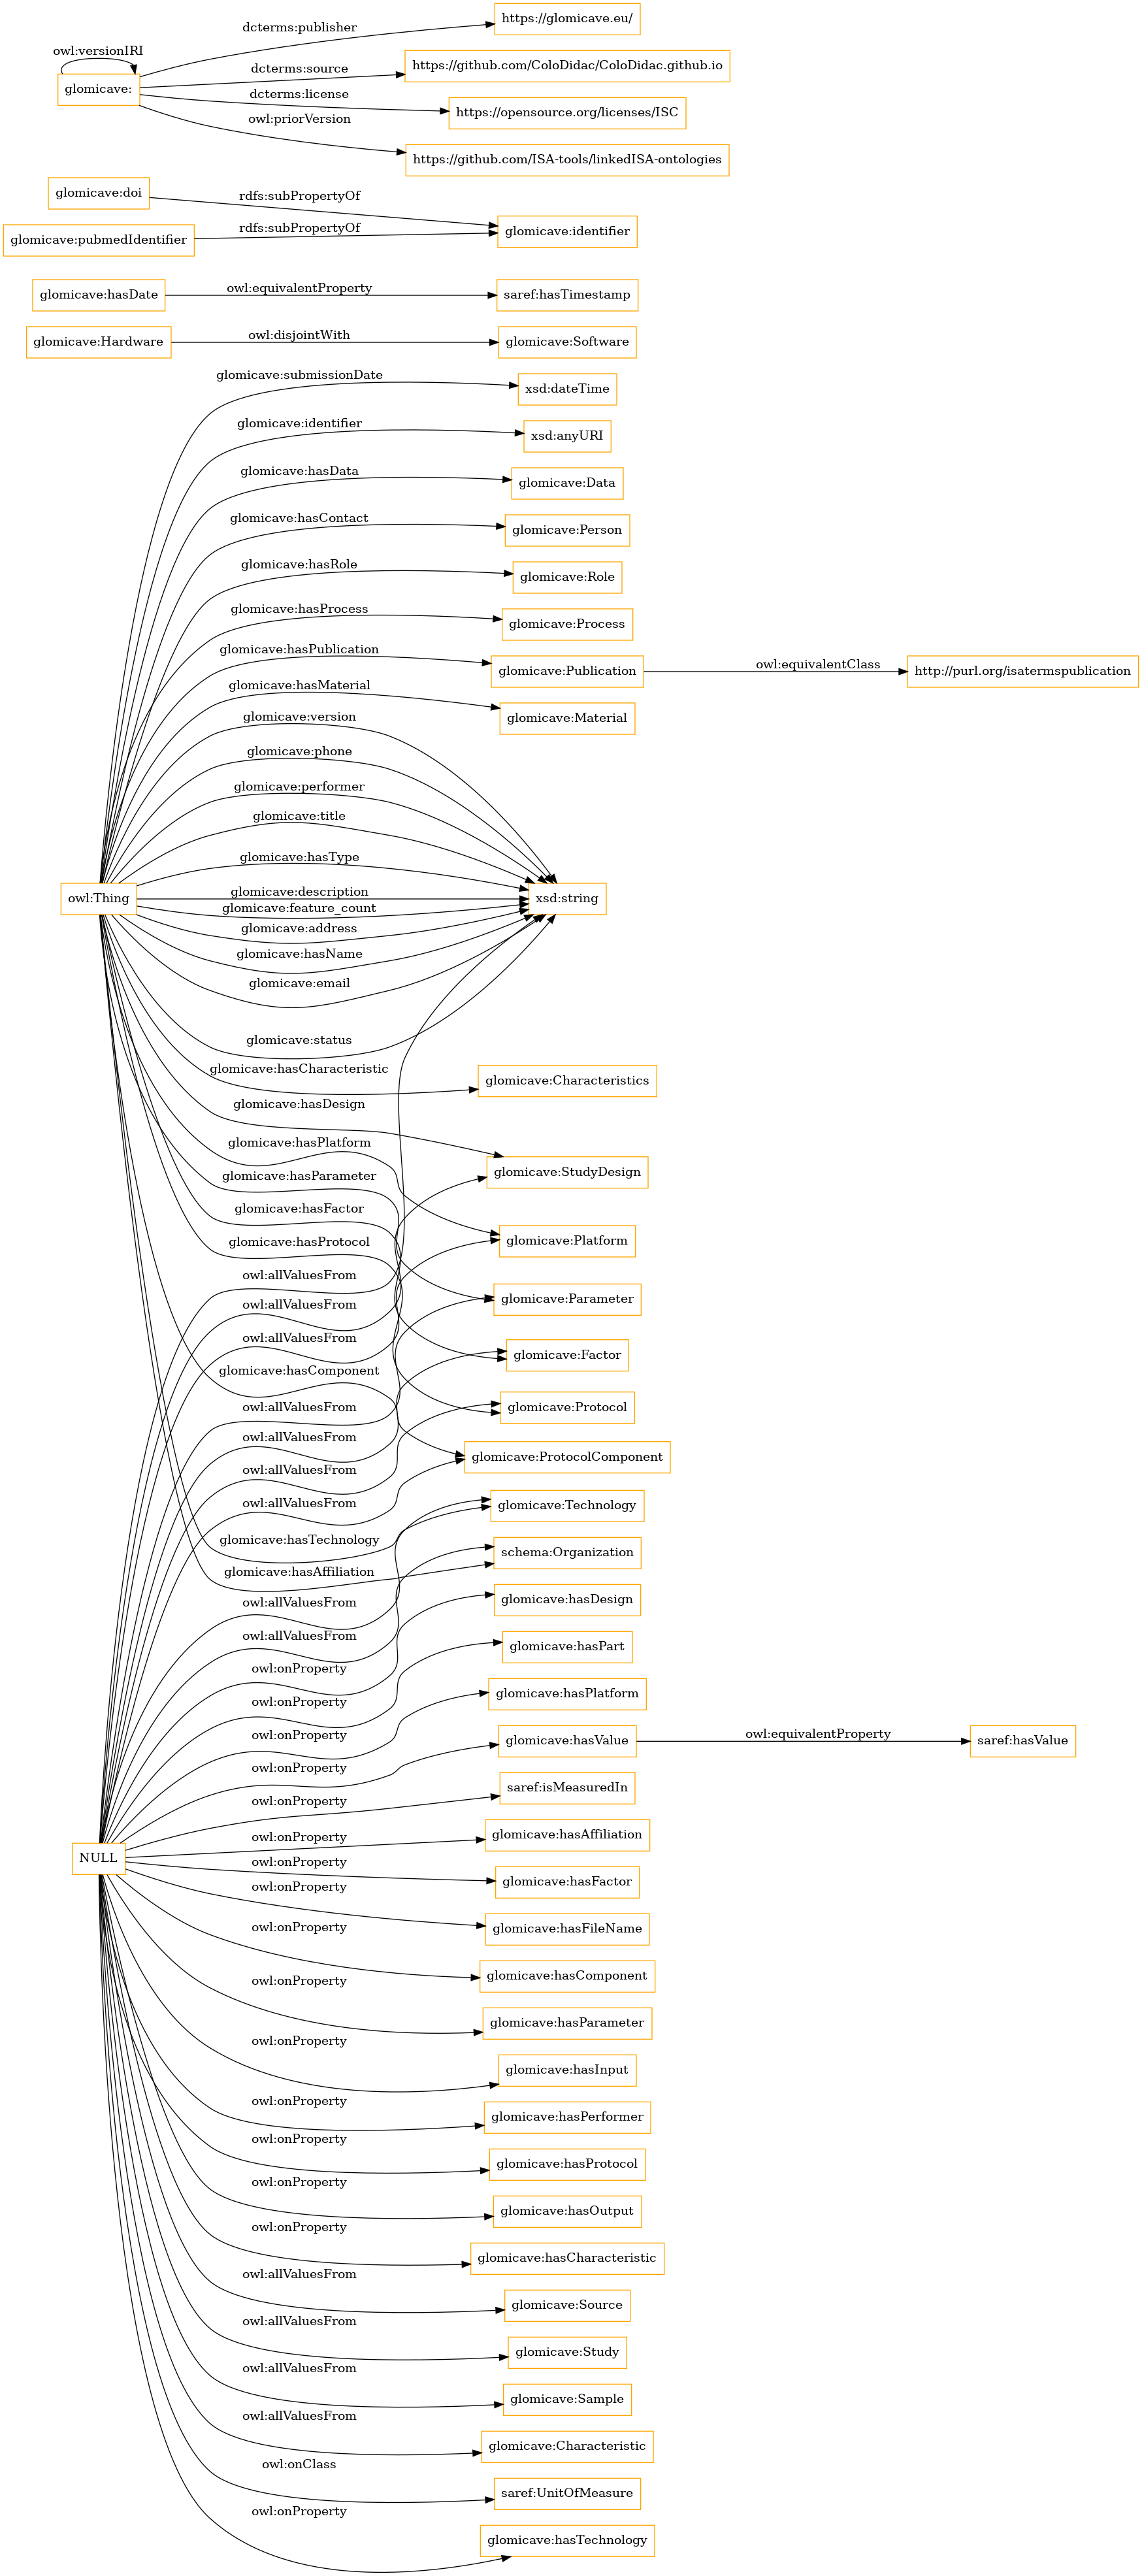 https://glomicave.eu/
dcterms:publisher
owl:versionIRI
https://github.com/ColoDidac/ColoDidac.github.io
dcterms:source
glomicave:
dcterms:license
https://opensource.org/licenses/ISC
owl:priorVersion
https://github.com/ISA-tools/linkedISA-ontologies
glomicave:doi
rdfs:subPropertyOf
glomicave:pubmedIdentifier
rdfs:subPropertyOf
glomicave:identifier
glomicave:hasDate
owl:equivalentProperty
saref:hasTimestamp
glomicave:Hardware
owl:disjointWith
glomicave:Software
glomicave:submissionDate
xsd:dateTime
glomicave:identifier
xsd:anyURI
glomicave:hasData
glomicave:Data
glomicave:hasContact
glomicave:Person
glomicave:hasRole
glomicave:Role
glomicave:hasProcess
glomicave:Process
glomicave:hasPublication
glomicave:Publication
owl:equivalentClass
http://purl.org/isatermspublication
glomicave:hasMaterial
glomicave:Material
glomicave:version
glomicave:phone
glomicave:performer
glomicave:title
glomicave:hasType
glomicave:description
owl:Thing
xsd:string
glomicave:feature_count
glomicave:address
glomicave:hasName
glomicave:email
glomicave:status
glomicave:hasCharacteristic
glomicave:Characteristics
glomicave:hasDesign
glomicave:hasPlatform
glomicave:StudyDesign
glomicave:hasParameter
glomicave:hasFactor
glomicave:hasProtocol
glomicave:Platform
owl:allValuesFrom
owl:allValuesFrom
glomicave:Parameter
owl:allValuesFrom
glomicave:Factor
glomicave:hasComponent
owl:allValuesFrom
glomicave:Protocol
owl:allValuesFrom
glomicave:ProtocolComponent
owl:allValuesFrom
owl:allValuesFrom
glomicave:Technology
glomicave:hasTechnology
schema:Organization
glomicave:hasAffiliation
owl:allValuesFrom
glomicave:hasDesign
owl:allValuesFrom
glomicave:hasPart
owl:onProperty
glomicave:hasPlatform
owl:onProperty
owl:onProperty
glomicave:hasValue
owl:equivalentProperty
saref:hasValue
owl:onProperty
saref:isMeasuredIn
owl:onProperty
glomicave:hasAffiliation
owl:onProperty
NULL
owl:onProperty
glomicave:hasFactor
owl:onProperty
glomicave:hasFileName
owl:onProperty
glomicave:hasComponent
owl:onProperty
glomicave:hasParameter
owl:onProperty
glomicave:hasInput
owl:onProperty
glomicave:hasPerformer
owl:onProperty
glomicave:hasProtocol
owl:onProperty
glomicave:hasOutput
owl:onProperty
glomicave:hasCharacteristic
owl:allValuesFrom
glomicave:Source
owl:allValuesFrom
glomicave:Study
owl:allValuesFrom
glomicave:Sample
owl:allValuesFrom
glomicave:Characteristic
owl:onClass
saref:UnitOfMeasure
owl:onProperty
glomicave:hasTechnology